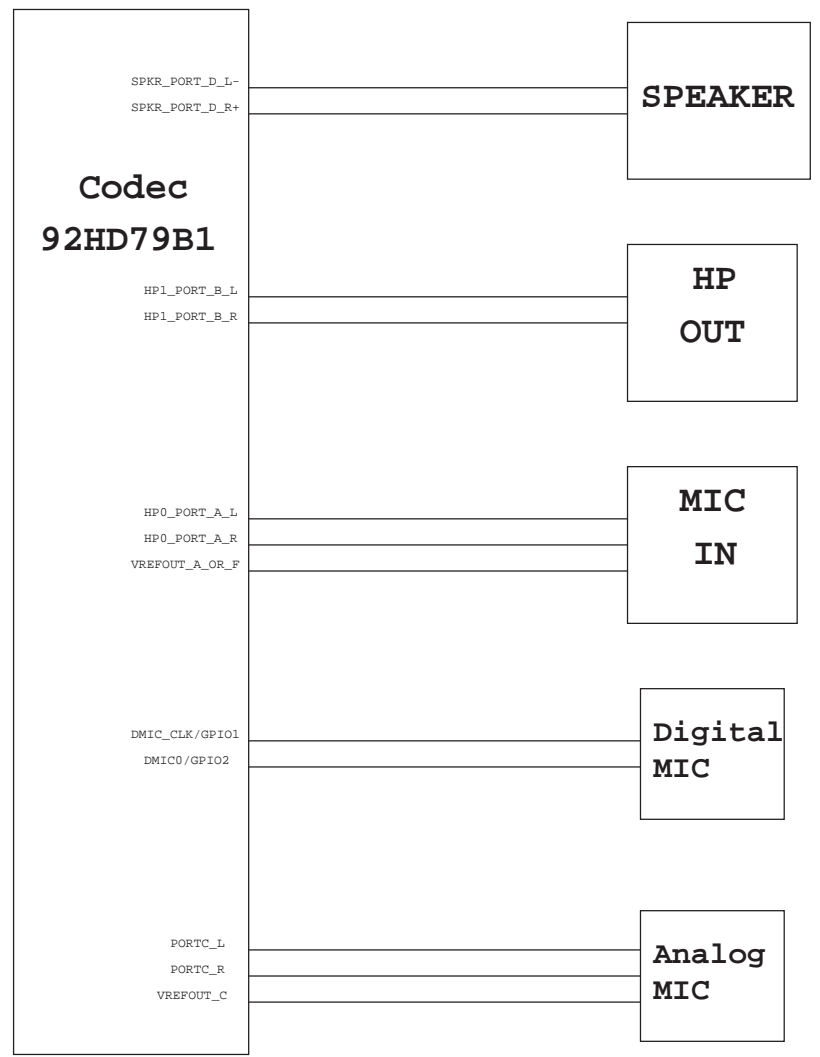 SPKR_PORT_D_L-
SPKR_PORT_D_R+
SPEAKER
Codec
92HD79B1
HP1_PORT_B_L
HP1_PORT_B_R
HP
OUT
HP0_PORT_A_L
HP0_PORT_A_R
VREFOUT_A_OR_F
MIC
IN
DMIC_CLK/GPIO1
DMIC0/GPIO2
Digital
MIC
PORTC_L
PORTC_R
VREFOUT_C
Analog
MIC